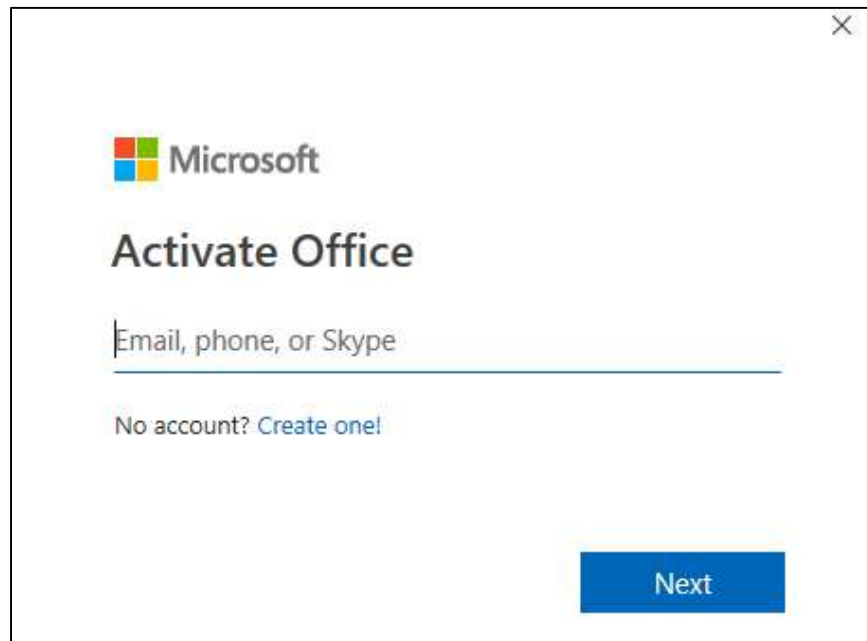 Microsoft
Activate Office
Email, phone, or Skype
No account? Create one!
Next